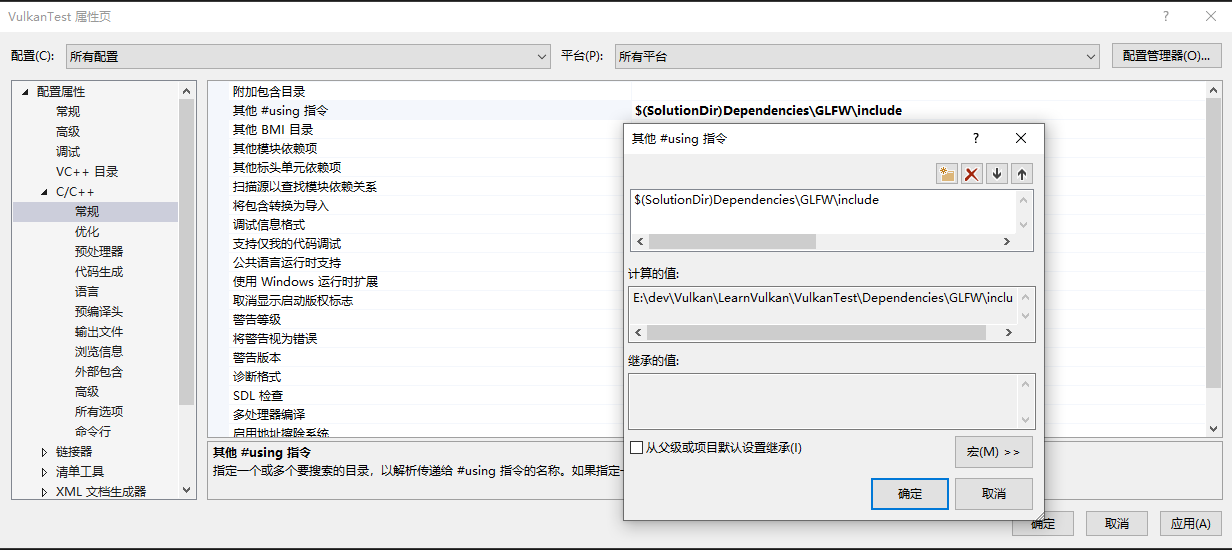 VulkanTest 属性页
配置(C): 所有配置 平台(P): 所有平台 配置管理器(O)...
配置属性
常规
高级
调试
VC++ 目录
C/C++
常规
优化
预处理器
代码生成
语言
预编译头
输出文件
浏览信息
外部包含
高级
所有选项
命令行
链接器
清单工具
XML 文档生成器
附加包含目录
其他 #using 指令 $(SolutionDir)Dependencies\GLFW\include
其他 BMI 目录
其他模块依赖项
其他标头单元依赖项
扫描源以查找模块依赖关系
将包含转换为导入
调试信息格式
支持仅我的代码调试
公共语言运行时支持
使用 Windows 运行时扩展
取消显示启动版权标志
警告等级
将警告视为错误
警告版本
诊断格式
SDL 检查
多处理器编译
启用地址擦除系统
其他 #using 指令
指定一个或多个要搜索的目录，以解析传递给 #using 指令的名称。如果指定一
其他 #using 指令
$(SolutionDir)Dependencies\GLFW\include
计算的值:
E:\dev\Vulkan\LearnVulkan\VulkanTest\Dependencies\GLFW\inclu
继承的值:
从父级或项目默认设置继承(I)
宏(M) >>
确定 取消
确定 取消 应用(A)